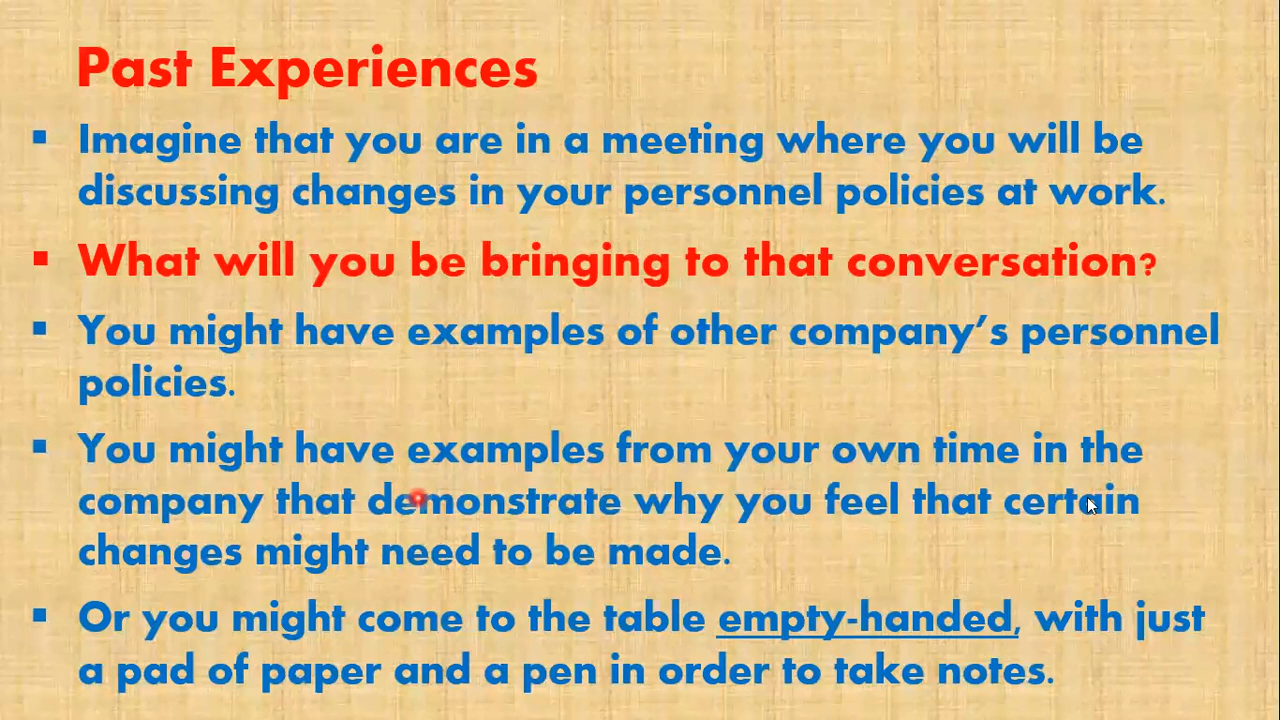 Past Experiences
▪ Imagine that you are in a meeting where you will be
discussing changes in your personnel policies at work.
▪ What will you be bringing to that conversation?
▪ You might have examples of other company's personnel
policies.
▪ You might have examples from your own time in the
company that demonstrate why you feel that certain
changes might need to be made.
▪ Or you might come to the table empty-handed, with just
a pad of paper and a pen in order to take notes.